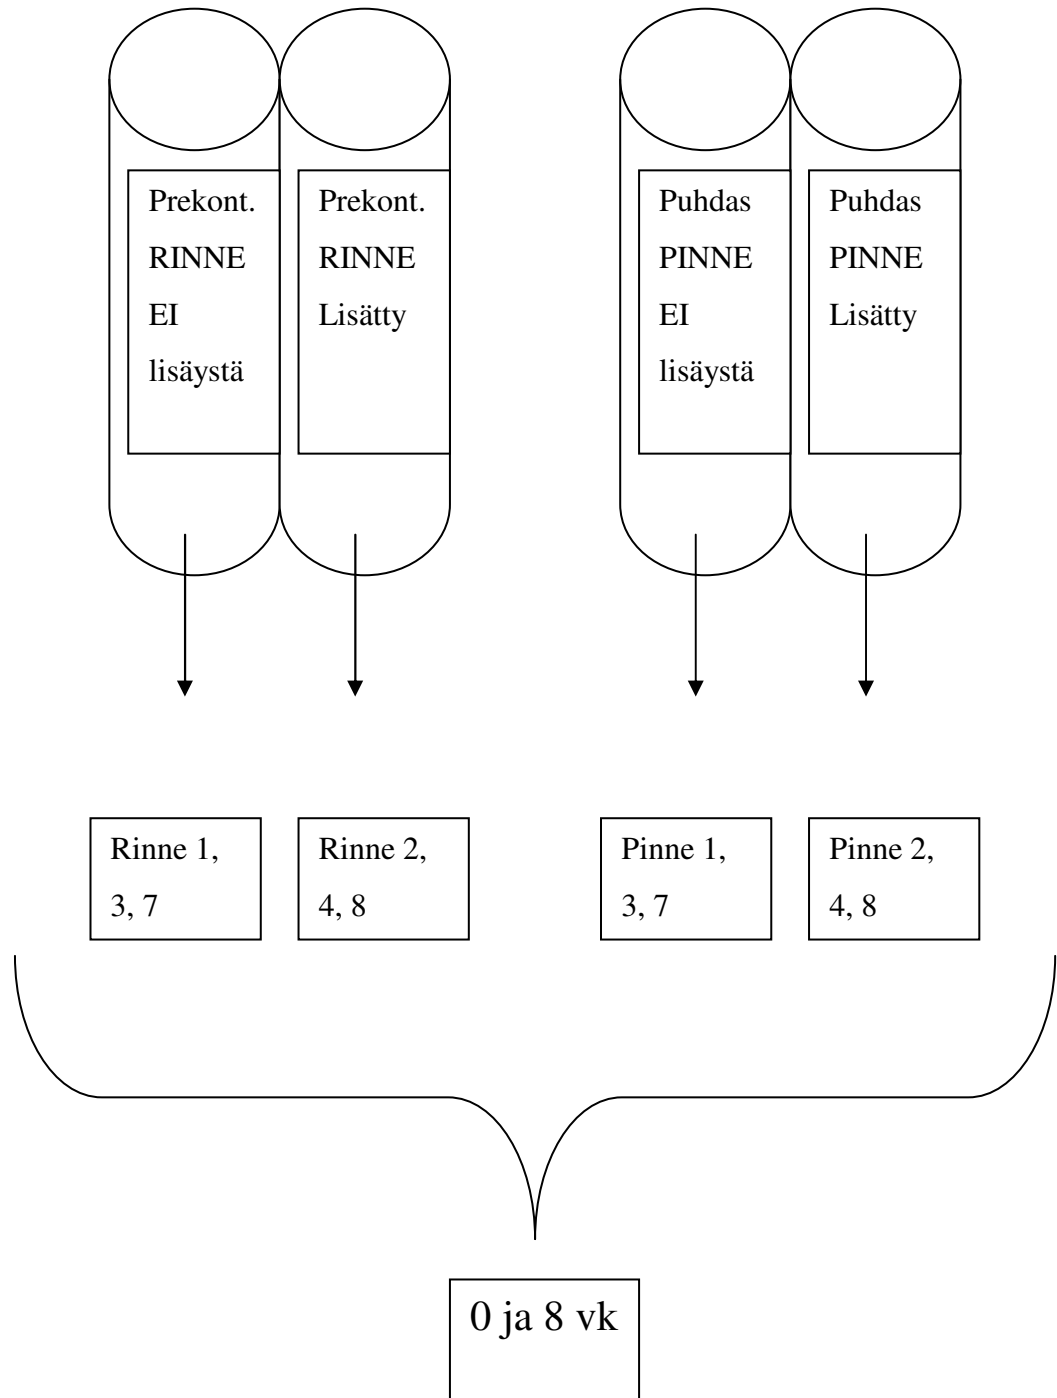 Prekont.
RINNE
EI
lisäystä
Prekont.
RINNE
Lisätty
Puhdas
PINNE
EI
lisäystä
Puhdas
PINNE
Lisätty
Rinne 1,
3, 7
Rinne 2,
4, 8
Pinne 1,
3, 7
Pinne 2,
4, 8
0 ja 8 vk